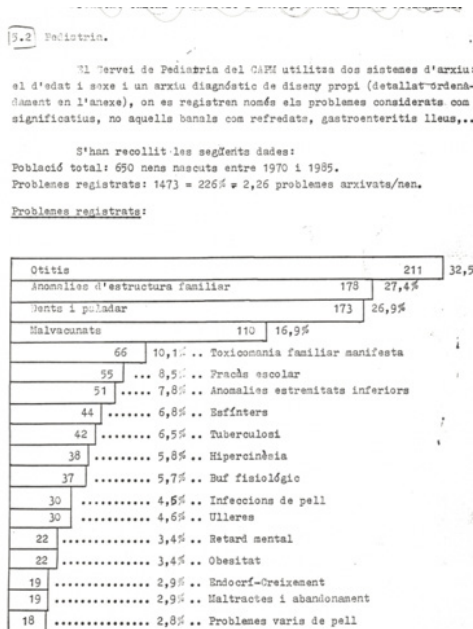 5.2 Pediatria.
El Servei de Pediatria del CAPM utilitza dos sistemes d'arxiu:
el d'edat i sexe i un arxiu diagnóstic de diseny propi (detallat ordena-
dament en l'anexe), on es registren només els problemes considerats com
significatius, no aquells banals com refredats, gastroenteritis lleus,..
S'han recollit les següents dades:
Població total: 650 nens nascuts entre 1970 i 1985.
Problemes registrats: 1473 = 226% = 2,26 problemes arxivats/nen.
Problemes registrats:
Otitis 211 32,5
Anomalies d'estructura familiar 178 27,4%
Dents i paladar 173 26,9%
Malvacunats 110 16,9%
66 10,1% .. Toxicomania familiar manifesta
55 ... 8,5% .. Fracàs escolar
51 ... 7,8% .. Anomalies estremitats inferiors
44 ....... 6,8% .. Esfínters
42 ......... 6,5% .. Tuberculosi
38 ......... 5,8% .. Hipercinèsia
37 .......... 5,7% .. Buf fisiològic
30 ............ 4,6% .. Infeccions de pell
30 ............ 4,6% .. Ulleres
22 .............. 3,4% .. Retard mental
22 .............. 3,4% .. Obesitat
19 ............... 2,9% .. Endocrí-Creixement
19 ............... 2,9% .. Maltractes i abandonament
18 ............... 2,8% .. Problemes varis de pell